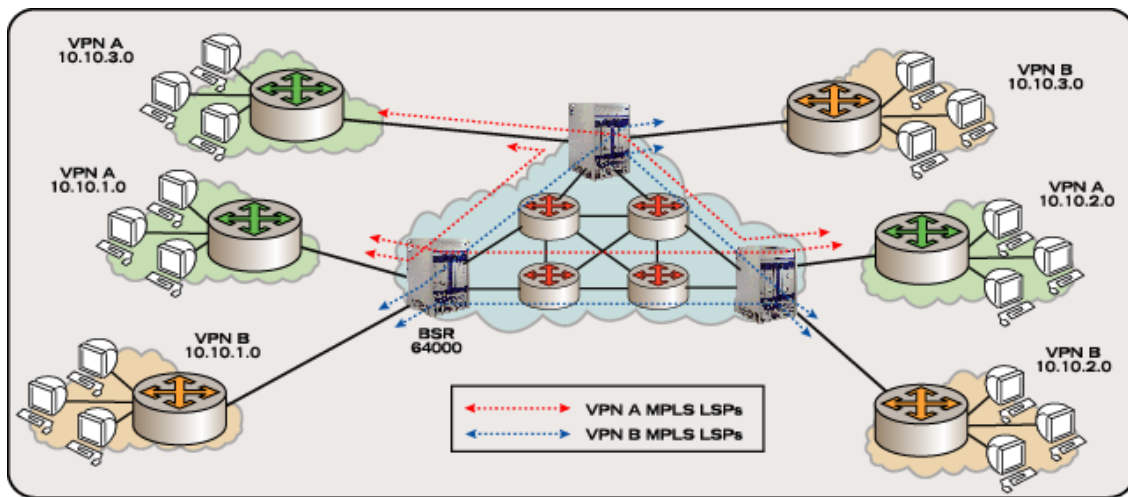 VPN A
10.10.3.0
VPN B
10.10.3.0
VPN A
10.10.1.0
VPN A
10.10.2.0
BSR
64000
VPN B
10.10.1.0
VPN B
10.10.2.0
VPN A MPLS LSPs
VPN B MPLS LSPs